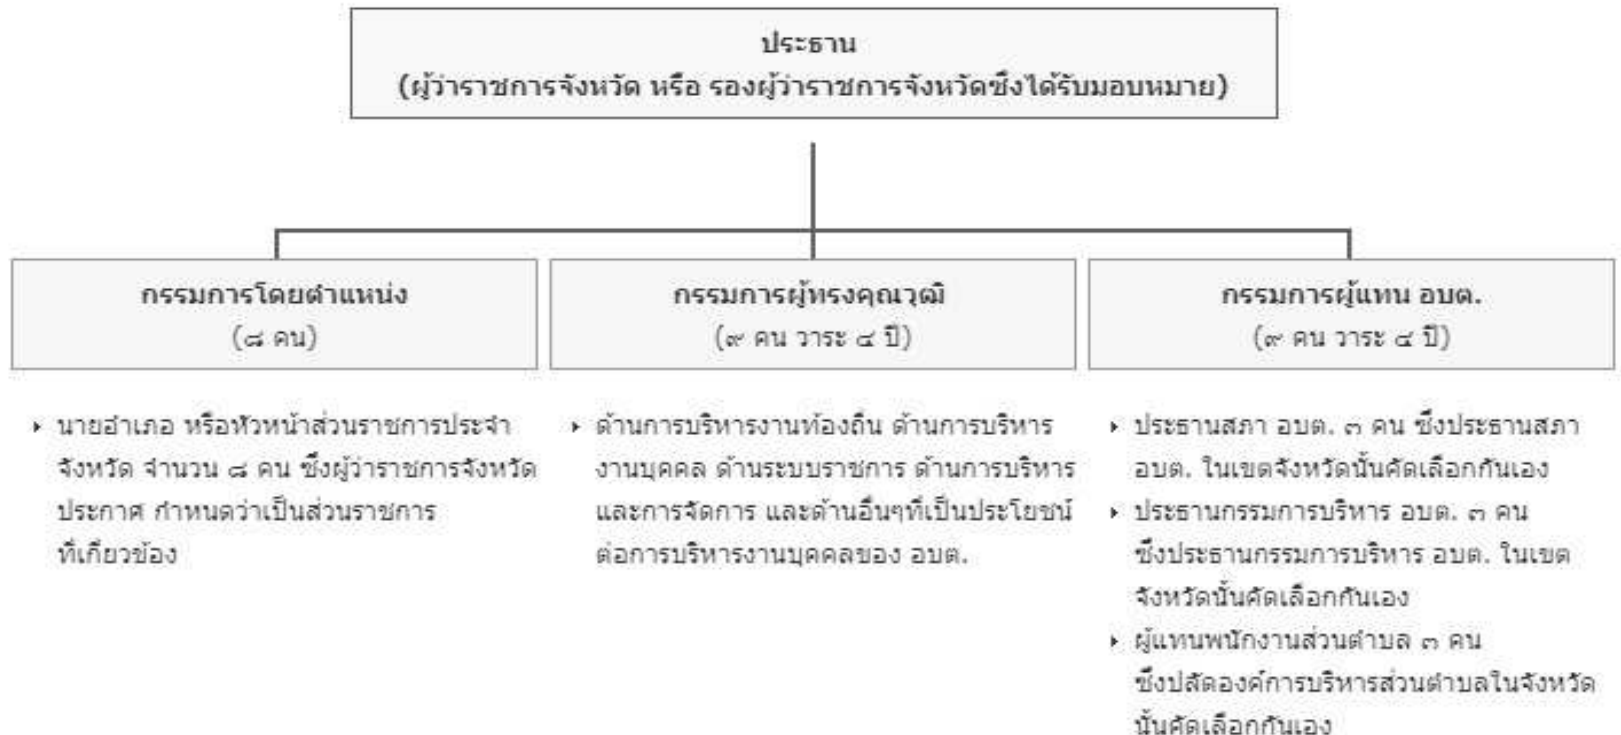 ประธาน
(ผู้ว่าราชการจังหวัด หรือ รองผู้ว่าราชการจังหวัดซึ่งได้รับมอบหมาย)
กรรมการโดยตำแหน่ง
(๘ คน)
นายอำเภอ หรือหัวหน้าส่วนราชการประจำ
จังหวัด จำนวน ๘ คน ซึ่งผู้ว่าราชการจังหวัด
ประกาศ กำหนดว่าเป็นส่วนราชการ
ที่เกี่ยวข้อง
กรรมการผู้ทรงคุณวุฒิ
(๙ คน วาระ ๔ ปี)
ด้านการบริหารงานท้องถิ่น ด้านการบริหาร
งานบุคคล ด้านระบบราชการ ด้านการบริหาร
และการจัดการ และด้านอื่นๆที่เป็นประโยชน์
ต่อการบริหารงานบุคคลของ อบต.
กรรมการผู้แทน อบต.
(๙ คน วาระ ๔ ปี)
ประธานสภา อบต. ๓ คน ซึ่งประธานสภา
อบต. ในเขตจังหวัดนั้นคัดเลือกกันเอง
ประธานกรรมการบริหาร อบต. ๓ คน
ซึ่งประธานกรรมการบริหาร อบต. ในเขต
จังหวัดนั้นคัดเลือกกันเอง
ผู้แทนพนักงานส่วนตำบล ๓ คน
ซึ่งปลัดองค์การบริหารส่วนตำบลในจังหวัด
นั้นคัดเลือกกันเอง